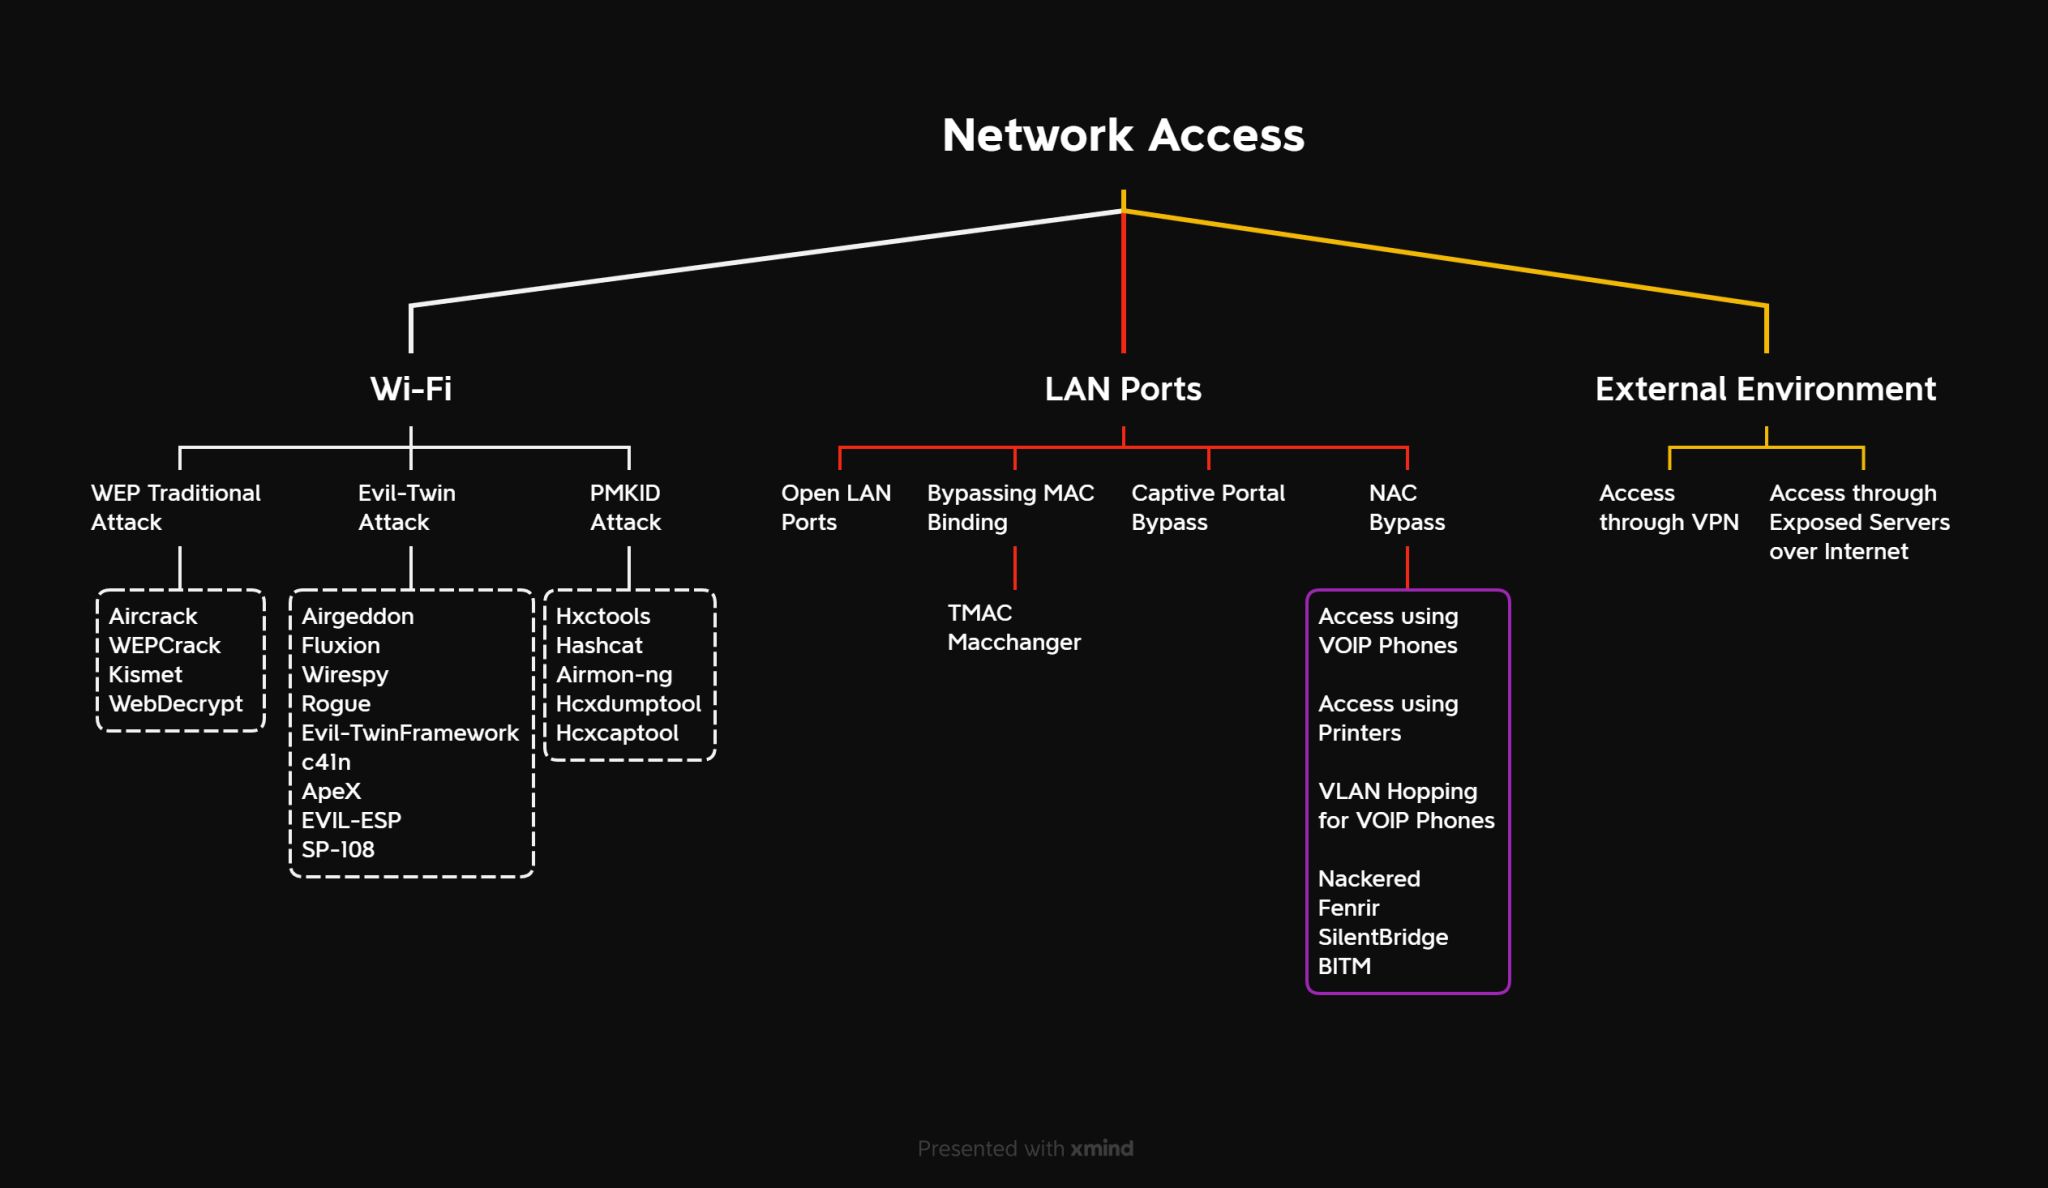 Network Access
Wi-Fi
LAN Ports
External Environment
WEP Traditional
Attack
Evil-Twin
Attack
PMKID
Attack
Open LAN
Ports
Bypassing MAC
Binding
Captive Portal
Bypass
NAC
Bypass
Access
through VPN
Access through
Exposed Servers
over Internet
Aircrack
WEPCrack
Kismet
WebDecrypt
Airgeddon
Fluxion
Wirespy
Rogue
Evil-TwinFramework
c41n
ApeX
EVIL-ESP
SP-108
Hxctools
Hashcat
Airmon-ng
Hcxdumptool
Hcxcaptool
TMAC
Macchanger
Access using
VOIP Phones
Access using
Printers
VLAN Hopping
for VOIP Phones
Nackered
Fenrir
SilentBridge
BITM
Presented with xmind